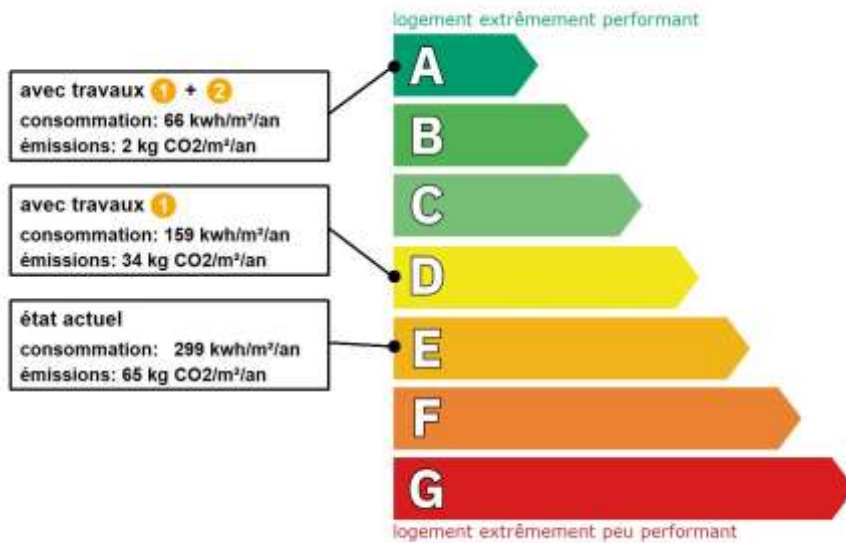 logement extrêmement performant
A
avec travaux 1 + 2
consommation: 66 kwh/m²/an
émissions: 2 kg CO2/m²/an
B
avec travaux 1
consommation: 159 kwh/m²/an
émissions: 34 kg CO2/m²/an
C
D
état actuel
consommation: 299 kwh/m²/an
émissions: 65 kg CO2/m²/an
E
F
G
logement extrêmement peu performant